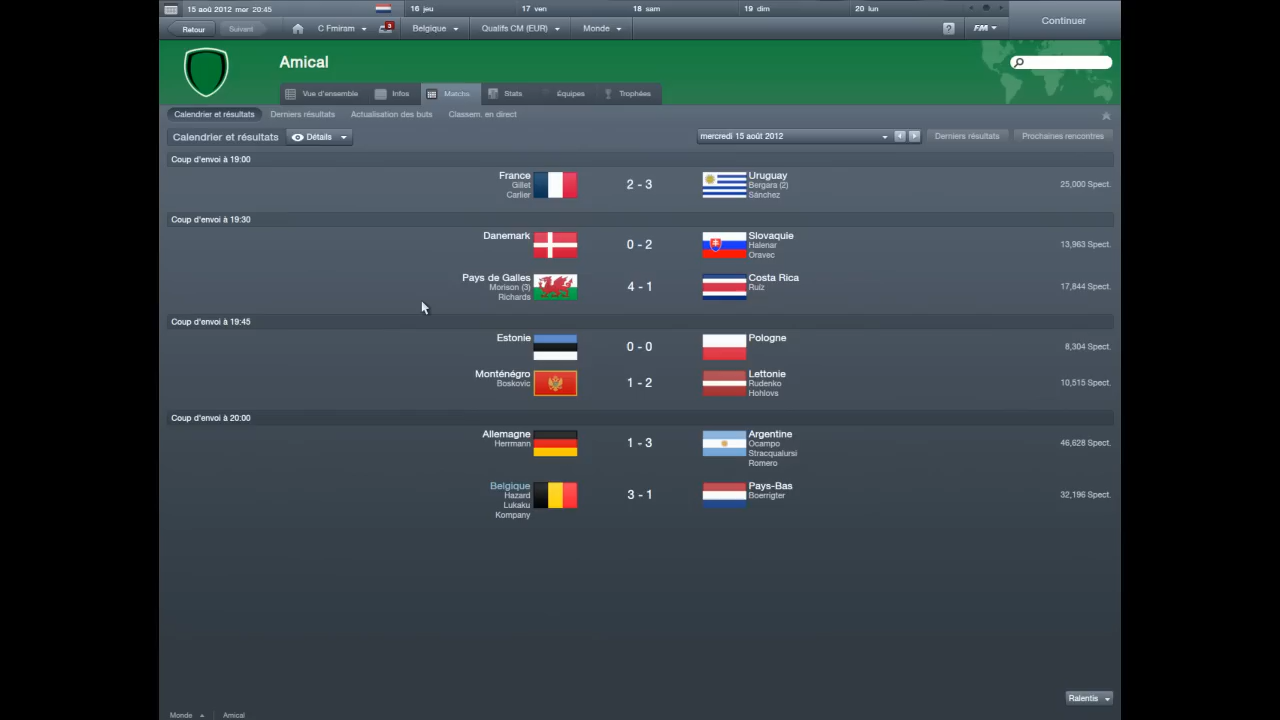 15 août 2012 mer 20:45
16 jeu
17 ven
18 sam
19 dim
20 lun
Continuer
Retour
Suivant
C Fmiram
3
Belgique
Qualifs CM (EUR)
Monde
?
FM
Amical
Vue d'ensemble
Infos
Matchs
Stats
Équipes
Trophées
Calendrier et résultats
Derniers résultats
Actualisation des buts
Classem. en direct
Calendrier et résultats
Détails
mercredi 15 août 2012
Derniers résultats
Prochaines rencontres
Coup d'envoi à 19:00
France
Gillet
Carlier
2 - 3
Uruguay
Bergara (2)
Sánchez
25,000 Spect.
Coup d'envoi à 19:30
Danemark
0 - 2
Slovaquie
Halenar
Oravec
13,963 Spect.
Pays de Galles
Morison (3)
Richards
4 - 1
Costa Rica
Ruíz
17,844 Spect.
Coup d'envoi à 19:45
Estonie
0 - 0
Pologne
8,304 Spect.
Monténégro
Boskovic
1 - 2
Lettonie
Rudenko
Hohlovs
10,515 Spect.
Coup d'envoi à 20:00
Allemagne
Herrmann
1 - 3
Argentine
Ocampo
Stracqualursi
Romero
46,628 Spect.
Belgique
Hazard
Lukaku
Kompany
3 - 1
Pays-Bas
Boerrigter
32,196 Spect.
Ralentis
Monde
Amical